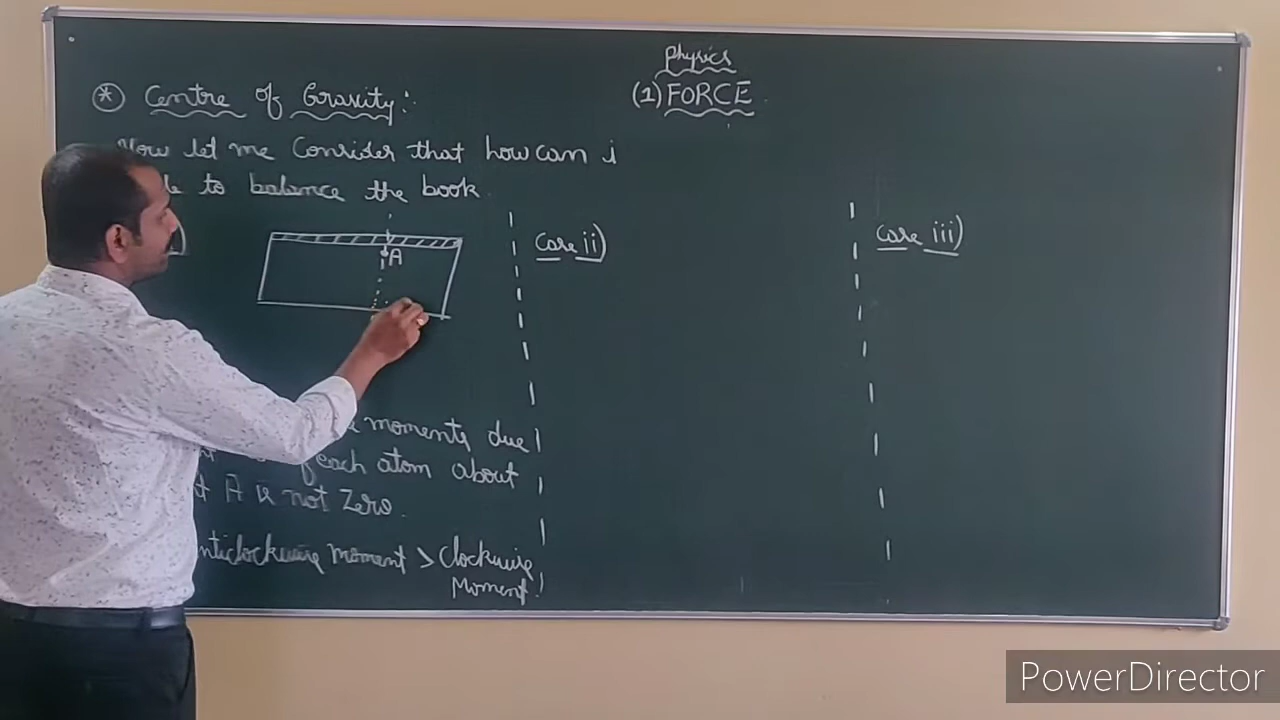 Physics
(1) FORCE
* Centre of Gravity:
Now let me Consider that how can i
to balance the book.
A
Case ii)
Case iii)
moments due
of each atom about
A is not Zero.
nticlockwise moment > Clockwise
Moment
PowerDirector